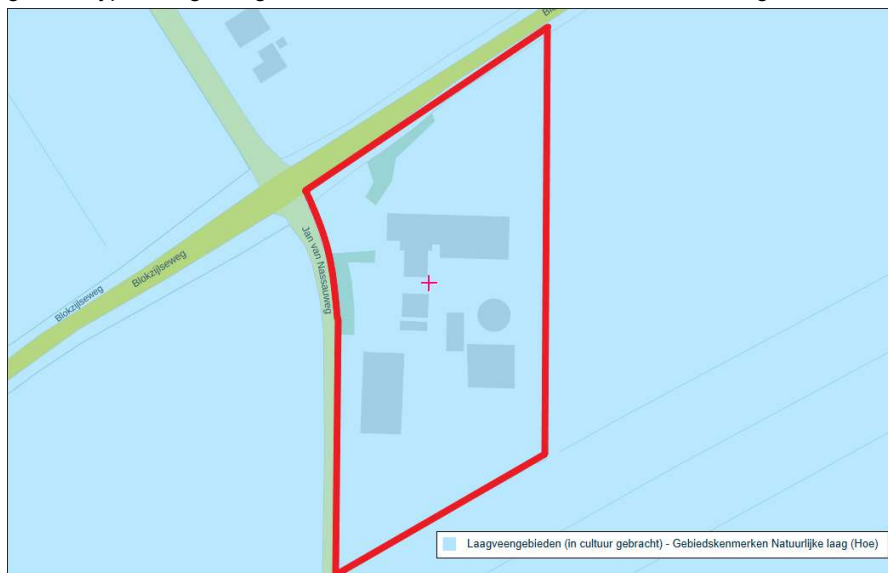 Blokzijlseweg
Blokzijlseweg
Jan van Nassauweg
Laagveengebieden (in cultuur gebracht) - Gebiedskenmerken Natuurlijke laag (Hoe)